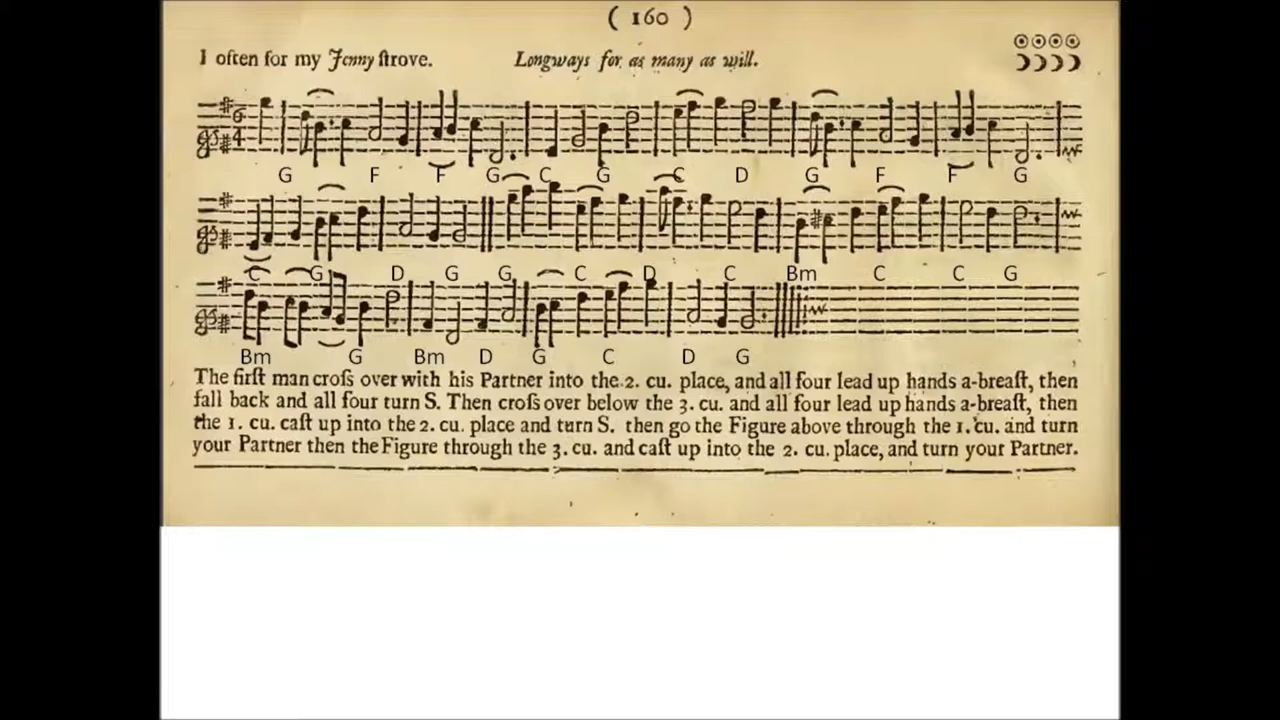 ( 160 )
I often for my Jenny ſtrove. Longways for as many as will.
6
4
G F F G C G C D G F F G
C G D G G C D C Bm C C G
Bm G Bm D G C D G
The firſt man croſs over with his Partner into the 2. cu. place, and all four lead up hands a-breaſt, then
fall back and all four turn S. Then croſs over below the 3. cu. and all four lead up hands a-breaſt, then
the 1. cu. caſt up into the 2. cu. place and turn S. then go the Figure above through the 1. cu. and turn
your Partner then the Figure through the 3. cu. and caſt up into the 2. cu. place, and turn your Partner.